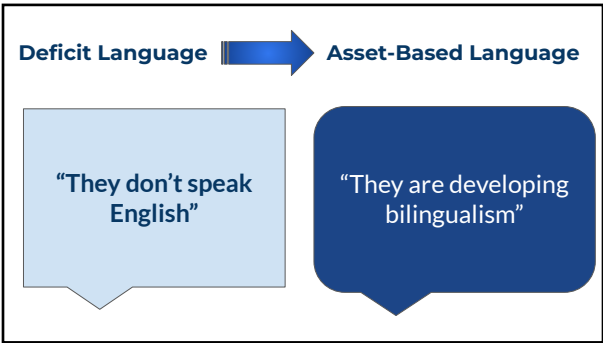 Deficit Language
Asset-Based Language
“They don’t speak
English”
“They are developing
bilingualism”